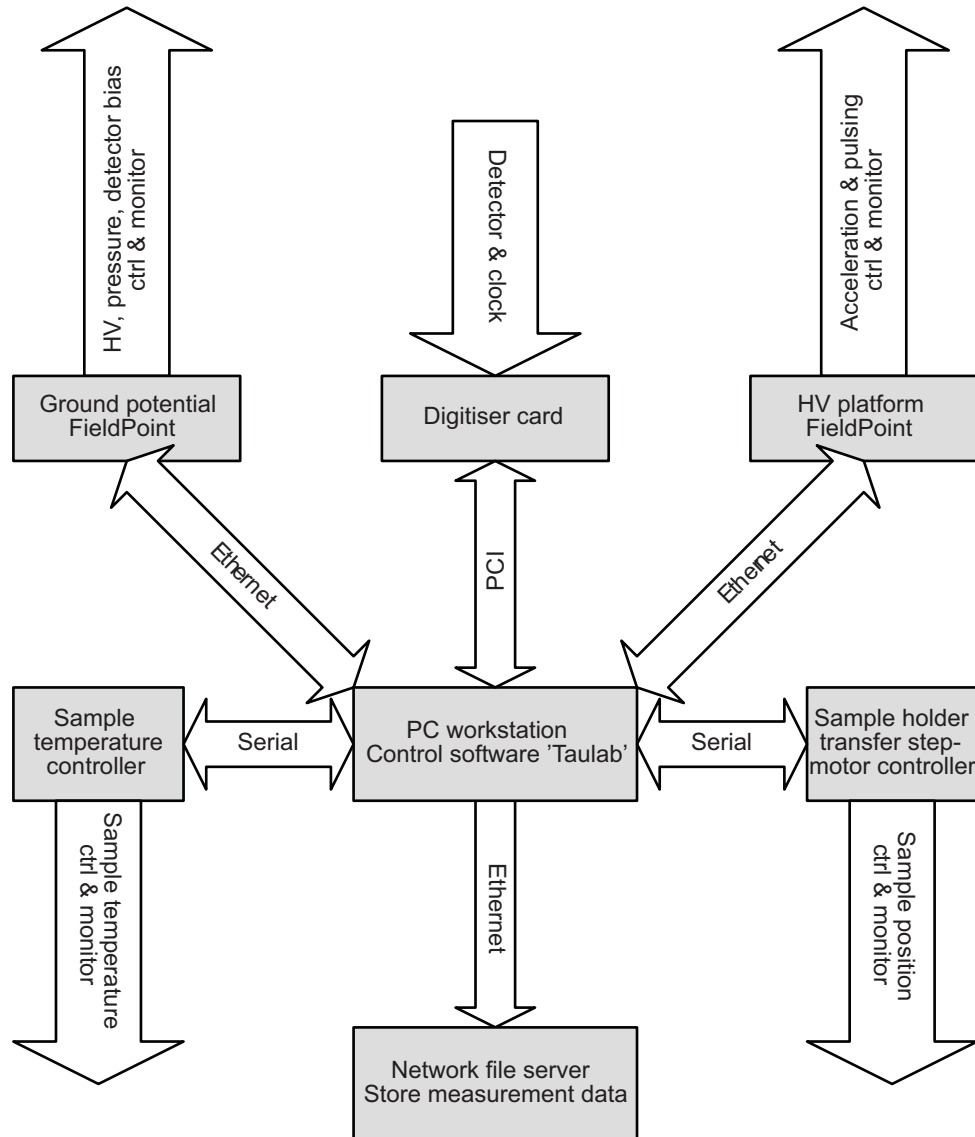 HV, pressure, detector bias
ctrl & monitor
Detector & clock
Acceleration & pulsing
ctrl & monitor
Ground potential
FieldPoint
Digitiser card
HV platform
FieldPoint
Ethernet
PCI
Ethernet
Sample
temperature
controller
Serial
PC workstation
Control software 'Taulab'
Serial
Sample holder
transfer step-
motor controller
Sample temperature
ctrl & monitor
Ethernet
Sample position
ctrl & monitor
Network file server
Store measurement data